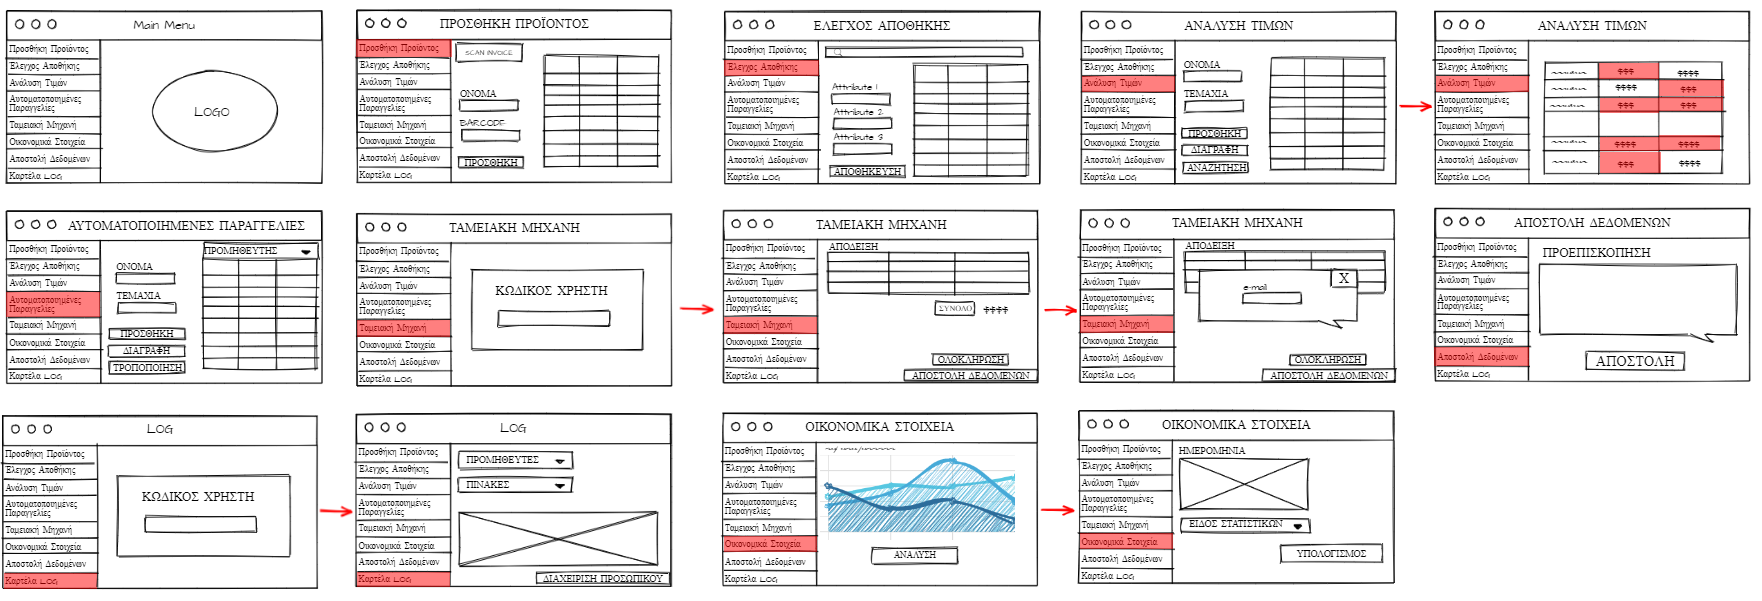 Main Menu
Προσθήκη Προϊόντος
Έλεγχος Αποθήκης
Ανάλυση Τιμών
Αυτοματοποιημένες
Παραγγελίες
Ταμειακή Μηχανή
Οικονομικά Στοιχεία
Αποστολή Δεδομένων
Καρτέλα LOG
LOGO
ΠΡΟΣΘΗΚΗ ΠΡΟΪΟΝΤΟΣ
Προσθήκη Προϊόντος
Έλεγχος Αποθήκης
Ανάλυση Τιμών
Αυτοματοποιημένες
Παραγγελίες
Ταμειακή Μηχανή
Οικονομικά Στοιχεία
Αποστολή Δεδομένων
Καρτέλα LOG
SCAN INVOICE
ΟΝΟΜΑ
BARCODE
ΠΡΟΣΘΗΚΗ
ΕΛΕΓΧΟΣ ΑΠΟΘΗΚΗΣ
Προσθήκη Προϊόντος
Έλεγχος Αποθήκης
Ανάλυση Τιμών
Αυτοματοποιημένες
Παραγγελίες
Ταμειακή Μηχανή
Οικονομικά Στοιχεία
Αποστολή Δεδομένων
Καρτέλα LOG
Attribute 1
Attribute 2
Attribute 3
ΑΠΟΘΗΚΕΥΣΗ
ΑΝΑΛΥΣΗ ΤΙΜΩΝ
Προσθήκη Προϊόντος
Έλεγχος Αποθήκης
Ανάλυση Τιμών
Αυτοματοποιημένες
Παραγγελίες
Ταμειακή Μηχανή
Οικονομικά Στοιχεία
Αποστολή Δεδομένων
Καρτέλα LOG
ΟΝΟΜΑ
ΤΕΜΑΧΙΑ
ΠΡΟΣΘΗΚΗ
ΔΙΑΓΡΑΦΗ
ΑΝΑΖΗΤΗΣΗ
ΑΝΑΛΥΣΗ ΤΙΜΩΝ
Προσθήκη Προϊόντος
Έλεγχος Αποθήκης
Ανάλυση Τιμών
Αυτοματοποιημένες
Παραγγελίες
Ταμειακή Μηχανή
Οικονομικά Στοιχεία
Αποστολή Δεδομένων
Καρτέλα LOG
$$$ $$$$
$$$$ $$$
$$$ $$$
$$$$ $$$$
$$$ $$$$
ΑΥΤΟΜΑΤΟΠΟΙΗΜΕΝΕΣ ΠΑΡΑΓΓΕΛΙΕΣ
Προσθήκη Προϊόντος
Έλεγχος Αποθήκης
Ανάλυση Τιμών
Αυτοματοποιημένες
Παραγγελίες
Ταμειακή Μηχανή
Οικονομικά Στοιχεία
Αποστολή Δεδομένων
Καρτέλα LOG
ΠΡΟΜΗΘΕΥΤΗΣ
ΟΝΟΜΑ
ΤΕΜΑΧΙΑ
ΠΡΟΣΘΗΚΗ
ΔΙΑΓΡΑΦΗ
ΤΡΟΠΟΠΟΙΗΣΗ
ΤΑΜΕΙΑΚΗ ΜΗΧΑΝΗ
Προσθήκη Προϊόντος
Έλεγχος Αποθήκης
Ανάλυση Τιμών
Αυτοματοποιημένες
Παραγγελίες
Ταμειακή Μηχανή
Οικονομικά Στοιχεία
Αποστολή Δεδομένων
Καρτέλα LOG
ΚΩΔΙΚΟΣ ΧΡΗΣΤΗ
ΤΑΜΕΙΑΚΗ ΜΗΧΑΝΗ
Προσθήκη Προϊόντος
Έλεγχος Αποθήκης
Ανάλυση Τιμών
Αυτοματοποιημένες
Παραγγελίες
Ταμειακή Μηχανή
Οικονομικά Στοιχεία
Αποστολή Δεδομένων
Καρτέλα LOG
ΑΠΟΔΕΙΞΗ
ΣΥΝΟΛΟ $$$$
ΟΛΟΚΛΗΡΩΣΗ
ΑΠΟΣΤΟΛΗ ΔΕΔΟΜΕΝΩΝ
ΤΑΜΕΙΑΚΗ ΜΗΧΑΝΗ
Προσθήκη Προϊόντος
Έλεγχος Αποθήκης
Ανάλυση Τιμών
Αυτοματοποιημένες
Παραγγελίες
Ταμειακή Μηχανή
Οικονομικά Στοιχεία
Αποστολή Δεδομένων
Καρτέλα LOG
ΑΠΟΔΕΙΞΗ
X
e-mail
ΟΛΟΚΛΗΡΩΣΗ
ΑΠΟΣΤΟΛΗ ΔΕΔΟΜΕΝΩΝ
ΑΠΟΣΤΟΛΗ ΔΕΔΟΜΕΝΩΝ
Προσθήκη Προϊόντος
Έλεγχος Αποθήκης
Ανάλυση Τιμών
Αυτοματοποιημένες
Παραγγελίες
Ταμειακή Μηχανή
Οικονομικά Στοιχεία
Αποστολή Δεδομένων
Καρτέλα LOG
ΠΡΟΕΠΙΣΚΟΠΗΣΗ
ΑΠΟΣΤΟΛΗ
LOG
Προσθήκη Προϊόντος
Έλεγχος Αποθήκης
Ανάλυση Τιμών
Αυτοματοποιημένες
Παραγγελίες
Ταμειακή Μηχανή
Οικονομικά Στοιχεία
Αποστολή Δεδομένων
Καρτέλα LOG
ΚΩΔΙΚΟΣ ΧΡΗΣΤΗ
LOG
Προσθήκη Προϊόντος
Έλεγχος Αποθήκης
Ανάλυση Τιμών
Αυτοματοποιημένες
Παραγγελίες
Ταμειακή Μηχανή
Οικονομικά Στοιχεία
Αποστολή Δεδομένων
Καρτέλα LOG
ΠΡΟΜΗΘΕΥΤΕΣ
ΠΙΝΑΚΕΣ
ΔΙΑΧΕΙΡΙΣΗ ΠΡΟΣΩΠΙΚΟΥ
ΟΙΚΟΝΟΜΙΚΑ ΣΤΟΙΧΕΙΑ
Προσθήκη Προϊόντος
Έλεγχος Αποθήκης
Ανάλυση Τιμών
Αυτοματοποιημένες
Παραγγελίες
Ταμειακή Μηχανή
Οικονομικά Στοιχεία
Αποστολή Δεδομένων
Καρτέλα LOG
ΑΝΑΛΥΣΗ
ΟΙΚΟΝΟΜΙΚΑ ΣΤΟΙΧΕΙΑ
Προσθήκη Προϊόντος
Έλεγχος Αποθήκης
Ανάλυση Τιμών
Αυτοματοποιημένες
Παραγγελίες
Ταμειακή Μηχανή
Οικονομικά Στοιχεία
Αποστολή Δεδομένων
Καρτέλα LOG
ΗΜΕΡΟΜΗΝΙΑ
ΕΙΔΟΣ ΣΤΑΤΙΣΤΙΚΩΝ
ΥΠΟΛΟΓΙΣΜΟΣ